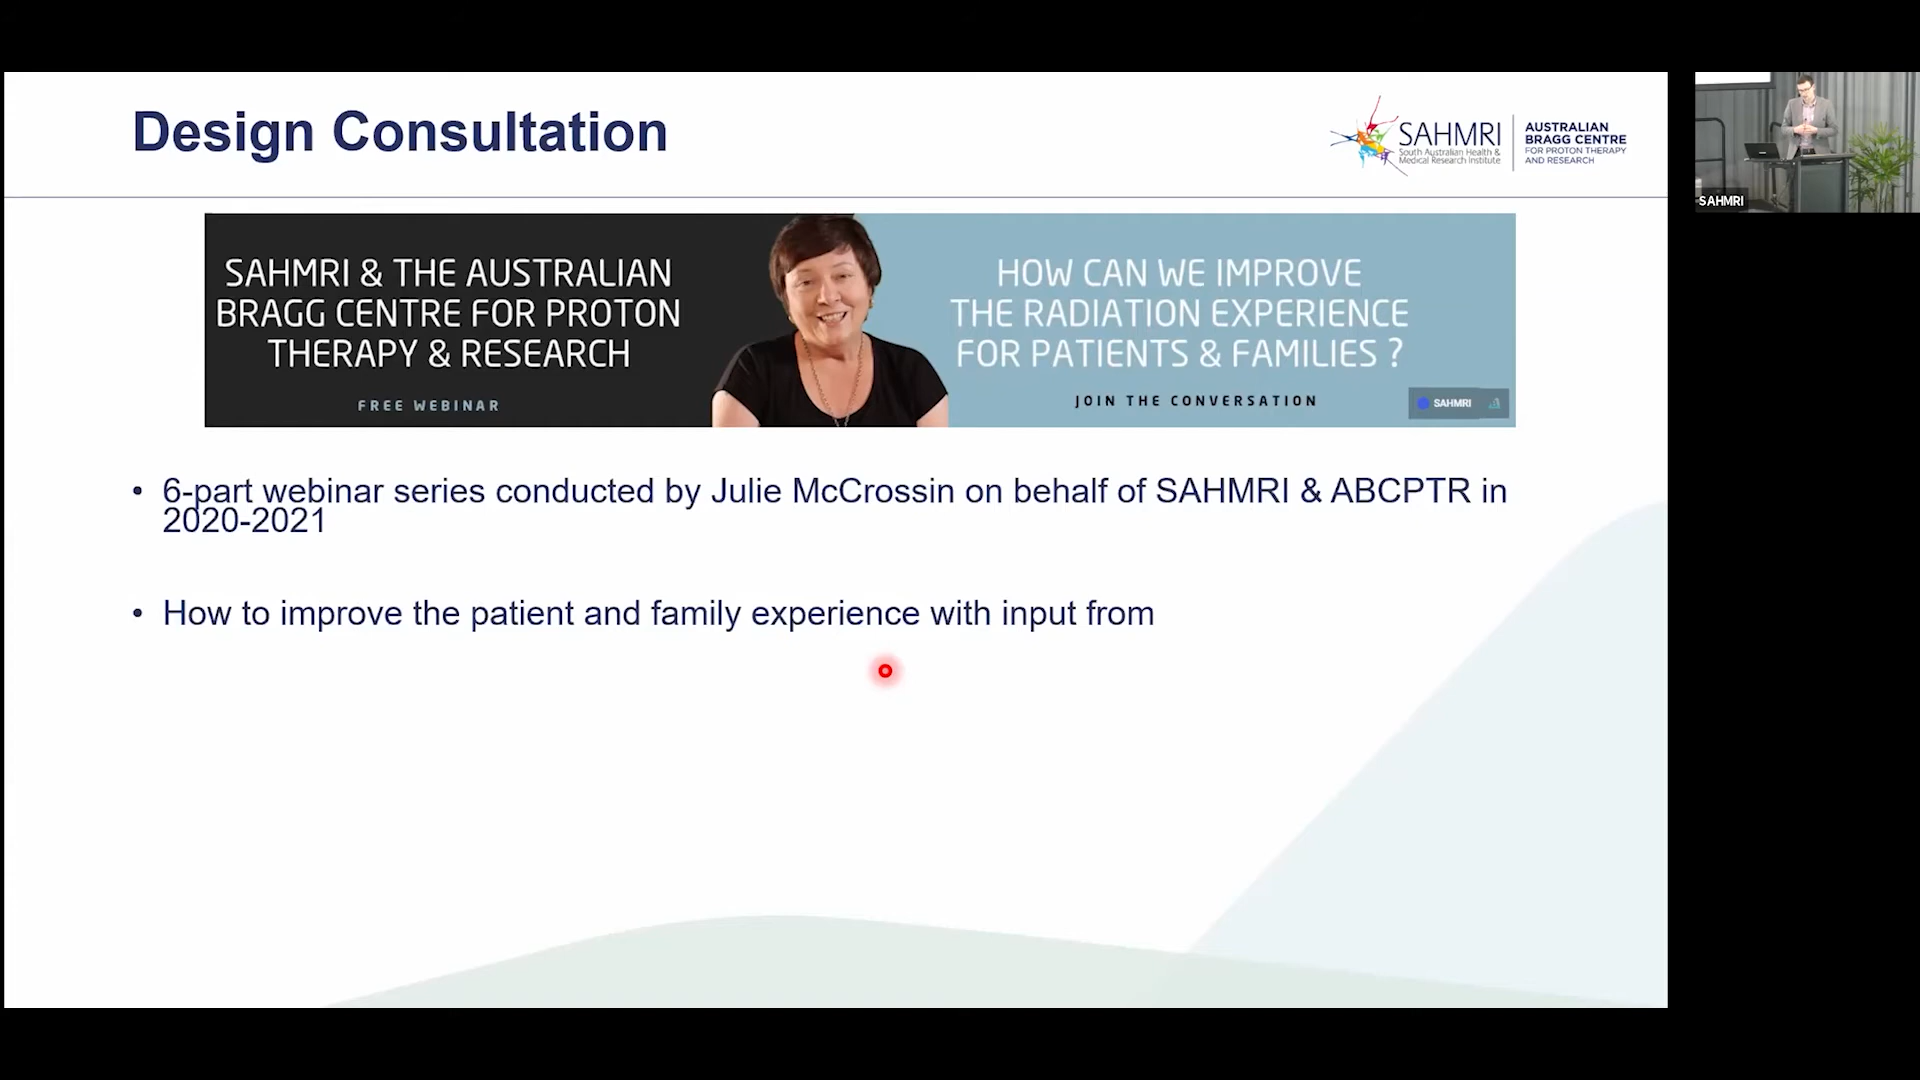 Design Consultation
SAHMRI
South Australian Health &
Medical Research Institute
AUSTRALIAN
BRAGG CENTRE
FOR PROTON THERAPY
AND RESEARCH
SAHMRI
SAHMRI & THE AUSTRALIAN
BRAGG CENTRE FOR PROTON
THERAPY & RESEARCH
FREE WEBINAR
HOW CAN WE IMPROVE
THE RADIATION EXPERIENCE
FOR PATIENTS & FAMILIES ?
JOIN THE CONVERSATION
SAHMRI
• 6-part webinar series conducted by Julie McCrossin on behalf of SAHMRI & ABCPTR in
2020-2021
• How to improve the patient and family experience with input from